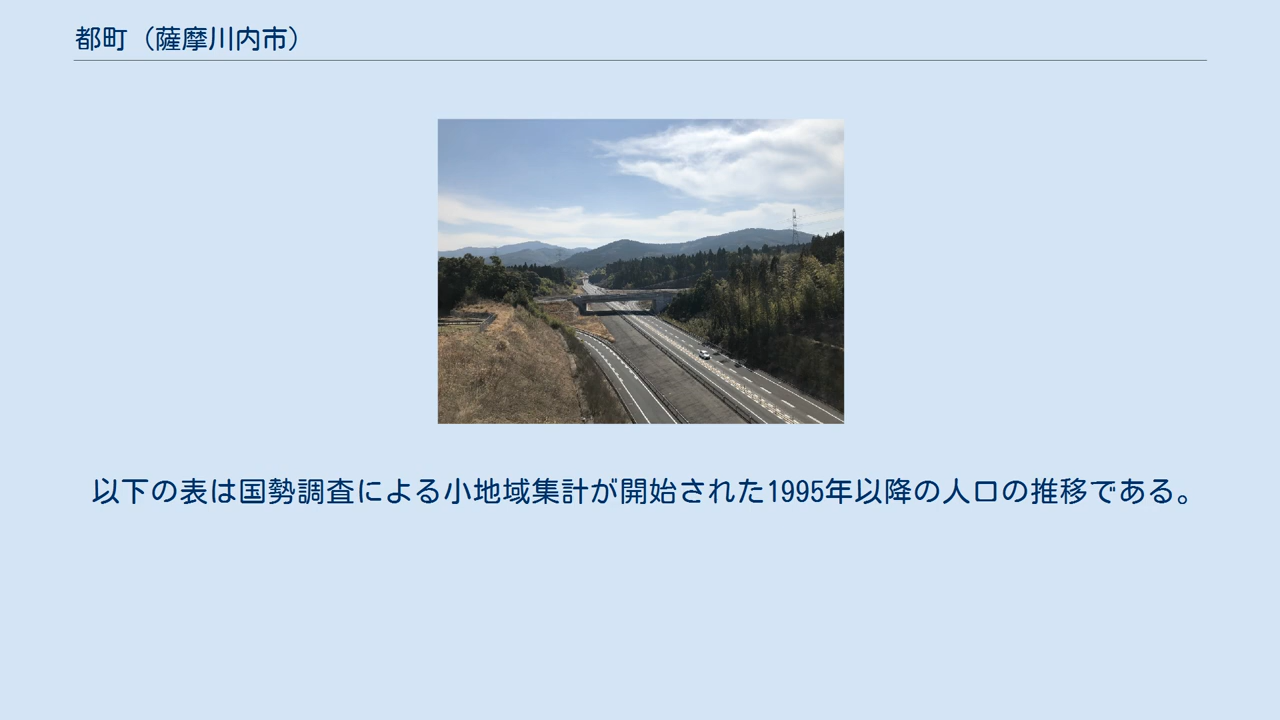 都町（薩摩川内市）
以下の表は国勢調査による小地域集計が開始された1995年以降の人口の推移である。